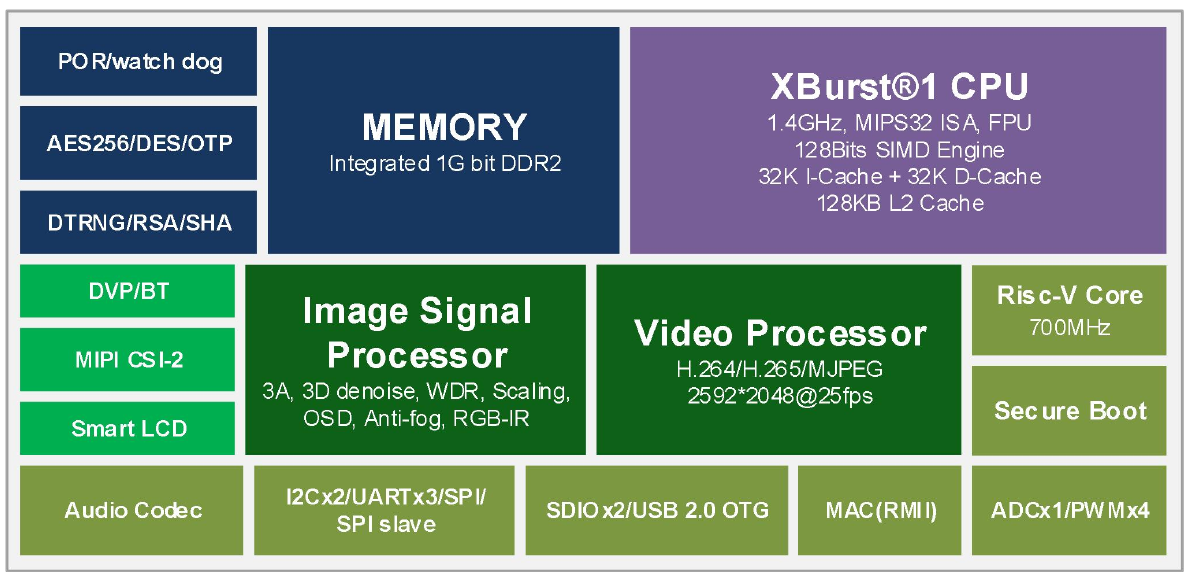 POR/watch dog
AES256/DES/OTP
DTRNG/RSA/SHA
MEMORY
Integrated 1G bit DDR2
XBurst®1 CPU
1.4GHz, MIPS32 ISA, FPU
128Bits SIMD Engine
32K I-Cache + 32K D-Cache
128KB L2 Cache
DVP/BT
MIPI CSI-2
Smart LCD
Image Signal
Processor
3A, 3D denoise, WDR, Scaling,
OSD, Anti-fog, RGB-IR
Video Processor
H.264/H.265/MJPEG
2592*2048@25fps
Risc-V Core
700MHz
Secure Boot
Audio Codec
I2Cx2/UARTx3/SPI/
SPI slave
SDIOx2/USB 2.0 OTG
MAC(RMII)
ADCx1/PWMx4